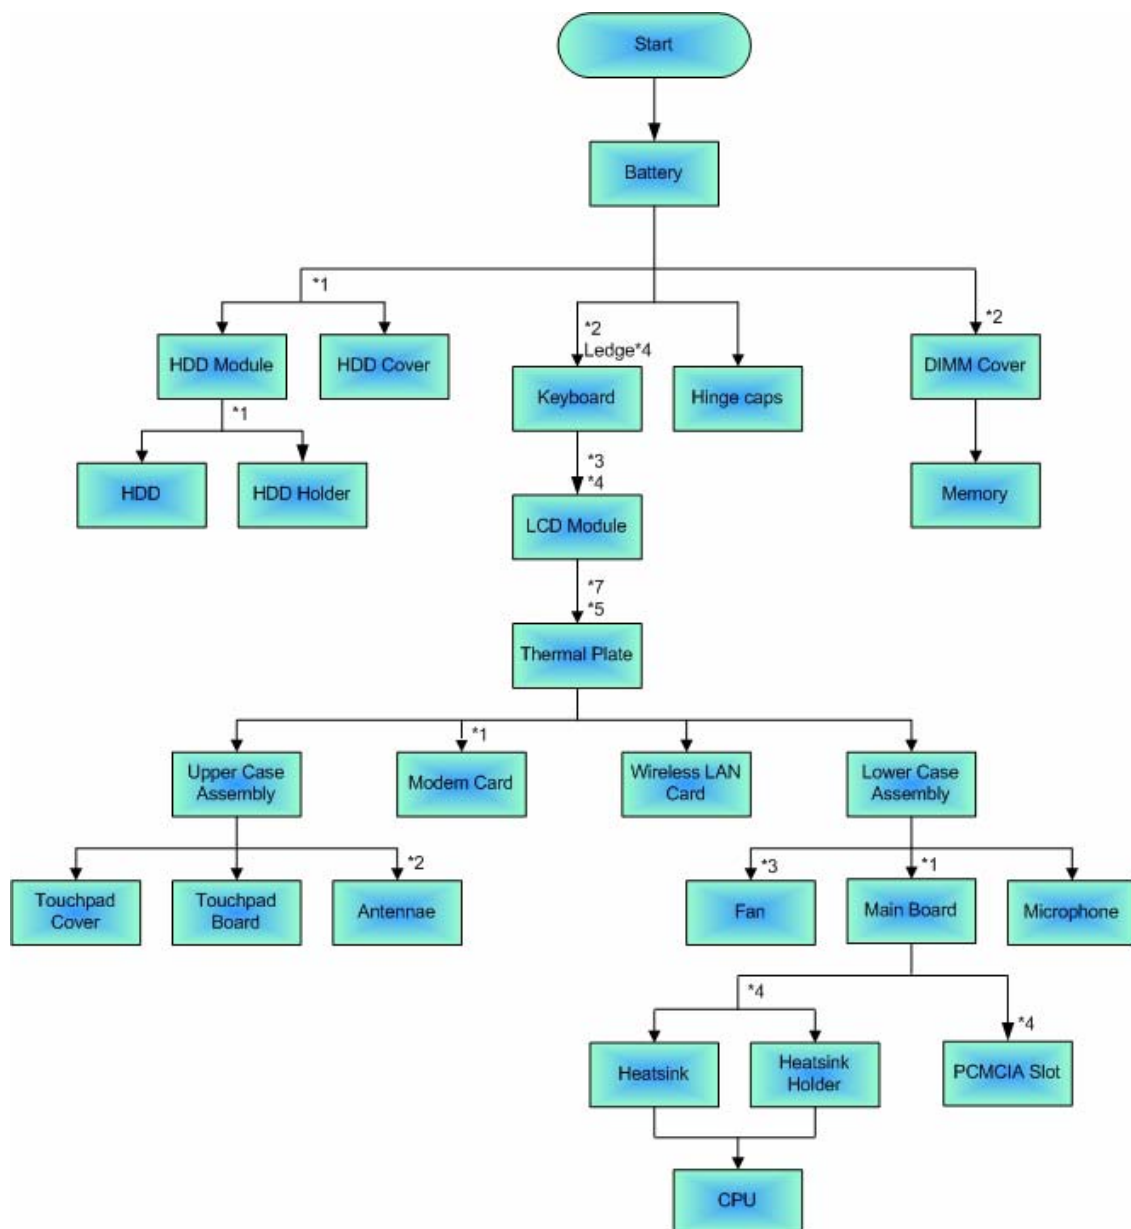 Start
Battery
*1
*2
HDD Module
HDD Cover
*2
Ledge*4
Keyboard
Hinge caps
DIMM Cover
*1
HDD
HDD Holder
*3
*4
Memory
LCD Module
*7
*5
Thermal Plate
*1
Upper Case
Assembly
Modem Card
Wireless LAN
Card
Lower Case
Assembly
*2
*3
*1
Touchpad
Cover
Touchpad
Board
Antennae
Fan
Main Board
Microphone
*4
*4
Heatsink
Heatsink
Holder
PCMCIA Slot
CPU